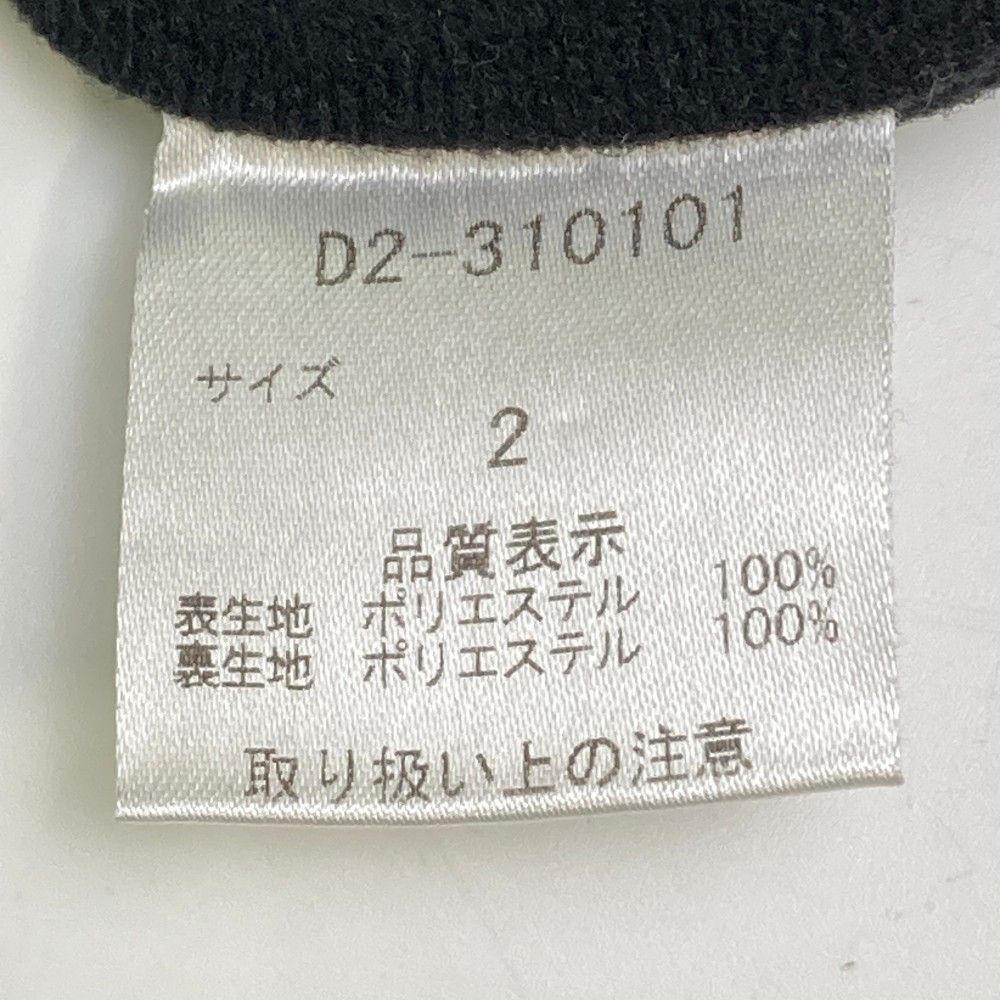 D2-310101
サイズ
2
品質表示
表生地 ポリエステル 100%
裏生地 ポリエステル 100%
取り扱い上の注意